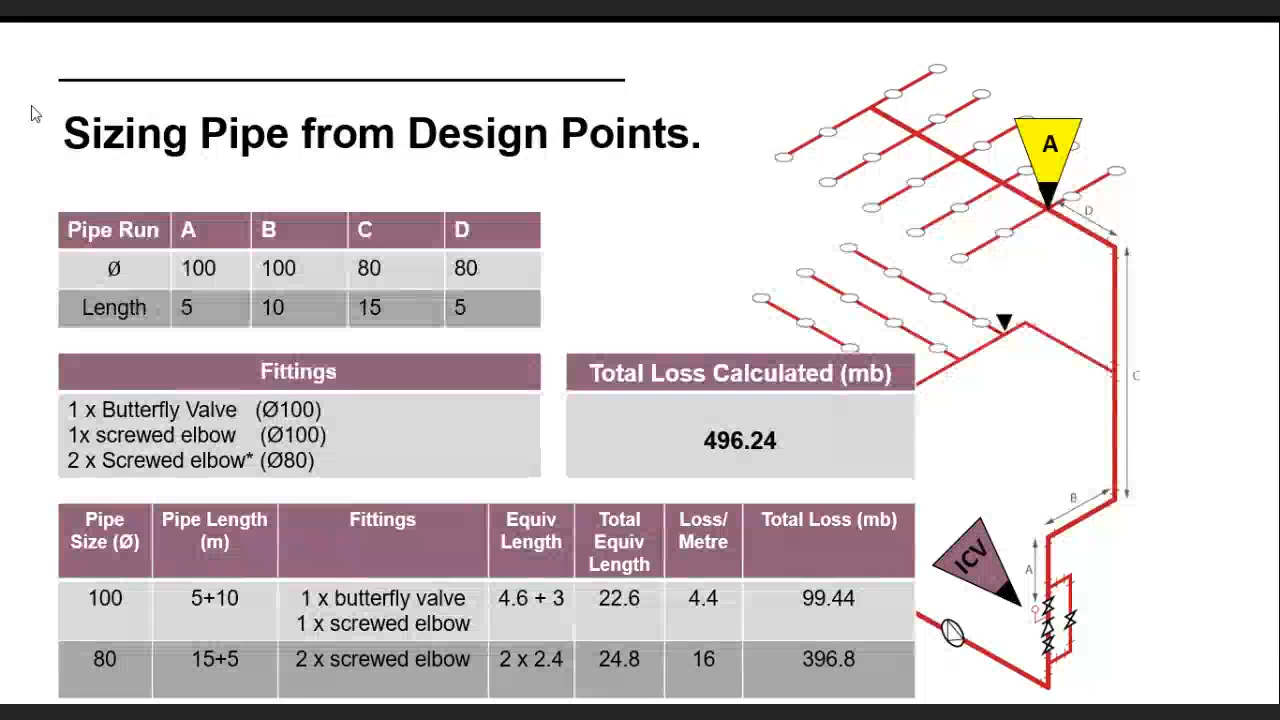 Sizing Pipe from Design Points.
Pipe Run A B C D
Ø 100 100 80 80
Length 5 10 15 5
Fittings
1 x Butterfly Valve (Ø100)
1x screwed elbow (Ø100)
2 x Screwed elbow* (Ø80)
Total Loss Calculated (mb)
496.24
Pipe Size (Ø) Pipe Length (m) Fittings Equiv Length Total Equiv Length Loss/ Metre Total Loss (mb)
100 5+10 1 x butterfly valve 4.6 + 3 22.6 4.4 99.44
1 x screwed elbow
80 15+5 2 x screwed elbow 2 x 2.4 24.8 16 396.8
A
D
C
B
A
ICV